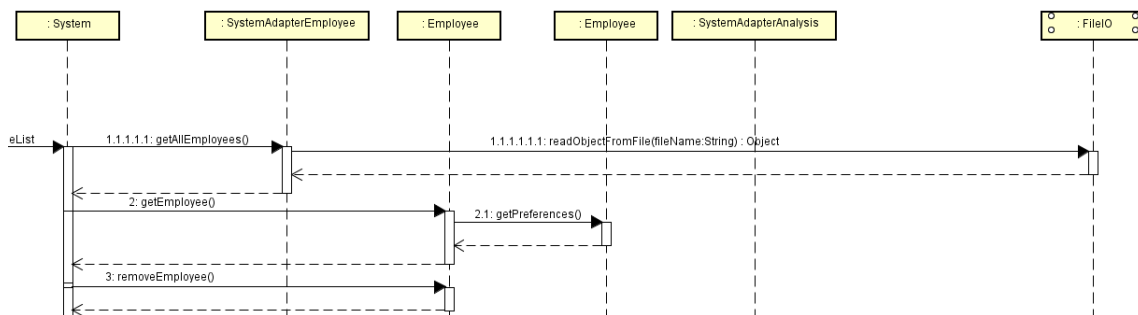 : System
: SystemAdapterEmployee
: Employee
: Employee
: SystemAdapterAnalysis
: FileIO
eList
1.1.1.1.1: getAllEmployees()
1.1.1.1.1.1: readObjectFromFile(fileName:String) : Object
2: getEmployee()
2.1: getPreferences()
3: removeEmployee()